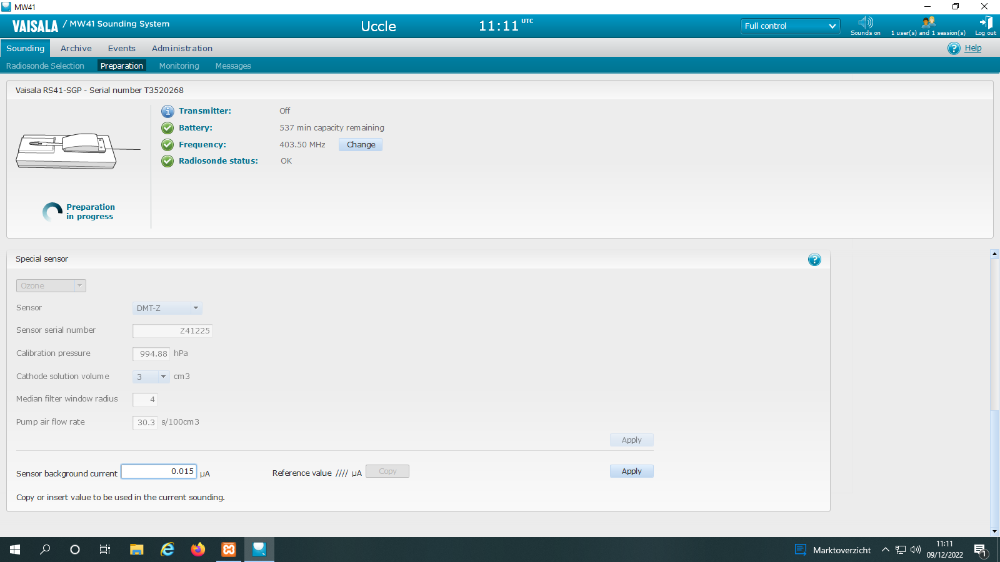 MW41
VAISALA / MW41 Sounding System
Uccle
11:11 UTC
Full control
Sounds on
1 user(s) and 1 session(s)
Log out
Sounding Archive Events Administration
? Help
Radiosonde Selection Preparation Monitoring Messages
Vaisala RS41-SGP - Serial number T3520268
i Transmitter: Off
Battery: 537 min capacity remaining
Frequency: 403.50 MHz Change
Radiosonde status: OK
Preparation
in progress
Special sensor ?
Ozone
Sensor DMT-Z
Sensor serial number Z41225
Calibration pressure 994.88 hPa
Cathode solution volume 3 cm3
Median filter window radius 4
Pump air flow rate 30.3 s/100cm3
Apply
Sensor background current 0.015 µA Reference value //// µA Copy Apply
Copy or insert value to be used in the current sounding.
Marktoverzicht
11:11
09/12/2022
1